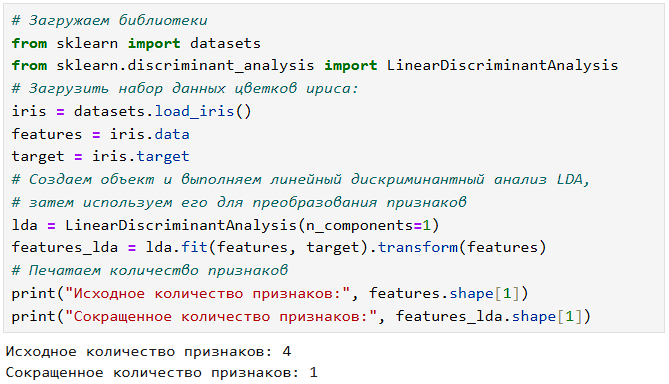 # Загружаем библиотеки
from sklearn import datasets
from sklearn.discriminant_analysis import LinearDiscriminantAnalysis
# Загрузить набор данных цветков ириса:
iris = datasets.load_iris()
features = iris.data
target = iris.target
# Создаем объект и выполняем линейный дискриминантный анализ LDA,
# затем используем его для преобразования признаков
lda = LinearDiscriminantAnalysis(n_components=1)
features_lda = lda.fit(features, target).transform(features)
# Печатаем количество признаков
print("Исходное количество признаков:", features.shape[1])
print("Сокращенное количество признаков:", features_lda.shape[1])
Исходное количество признаков: 4
Сокращенное количество признаков: 1